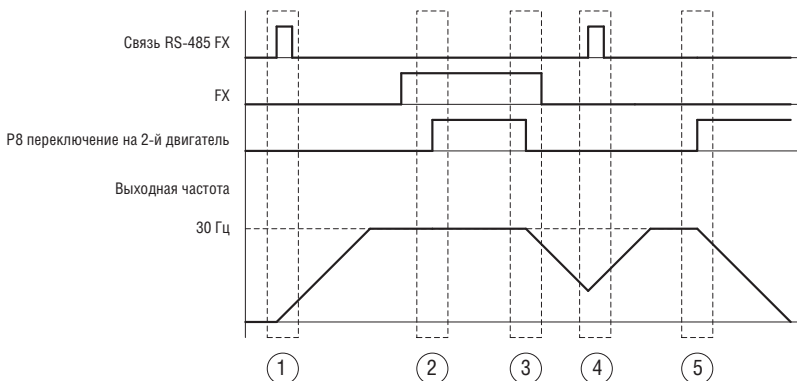 Связь RS-485 FX
FX
P8 переключение на 2-й двигатель
Выходная частота
30 Гц
1 2 3 4 5